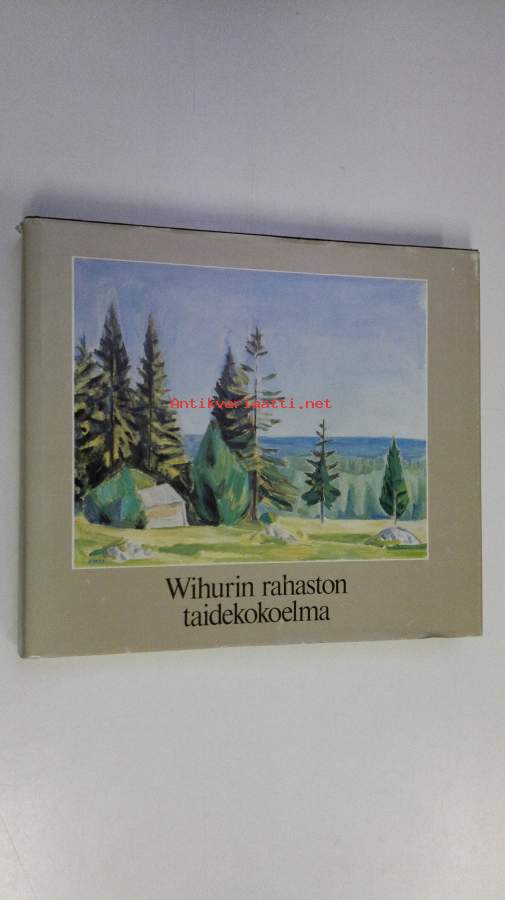 Antikvariaatti.net
Wihurin rahaston
taidekokoelma